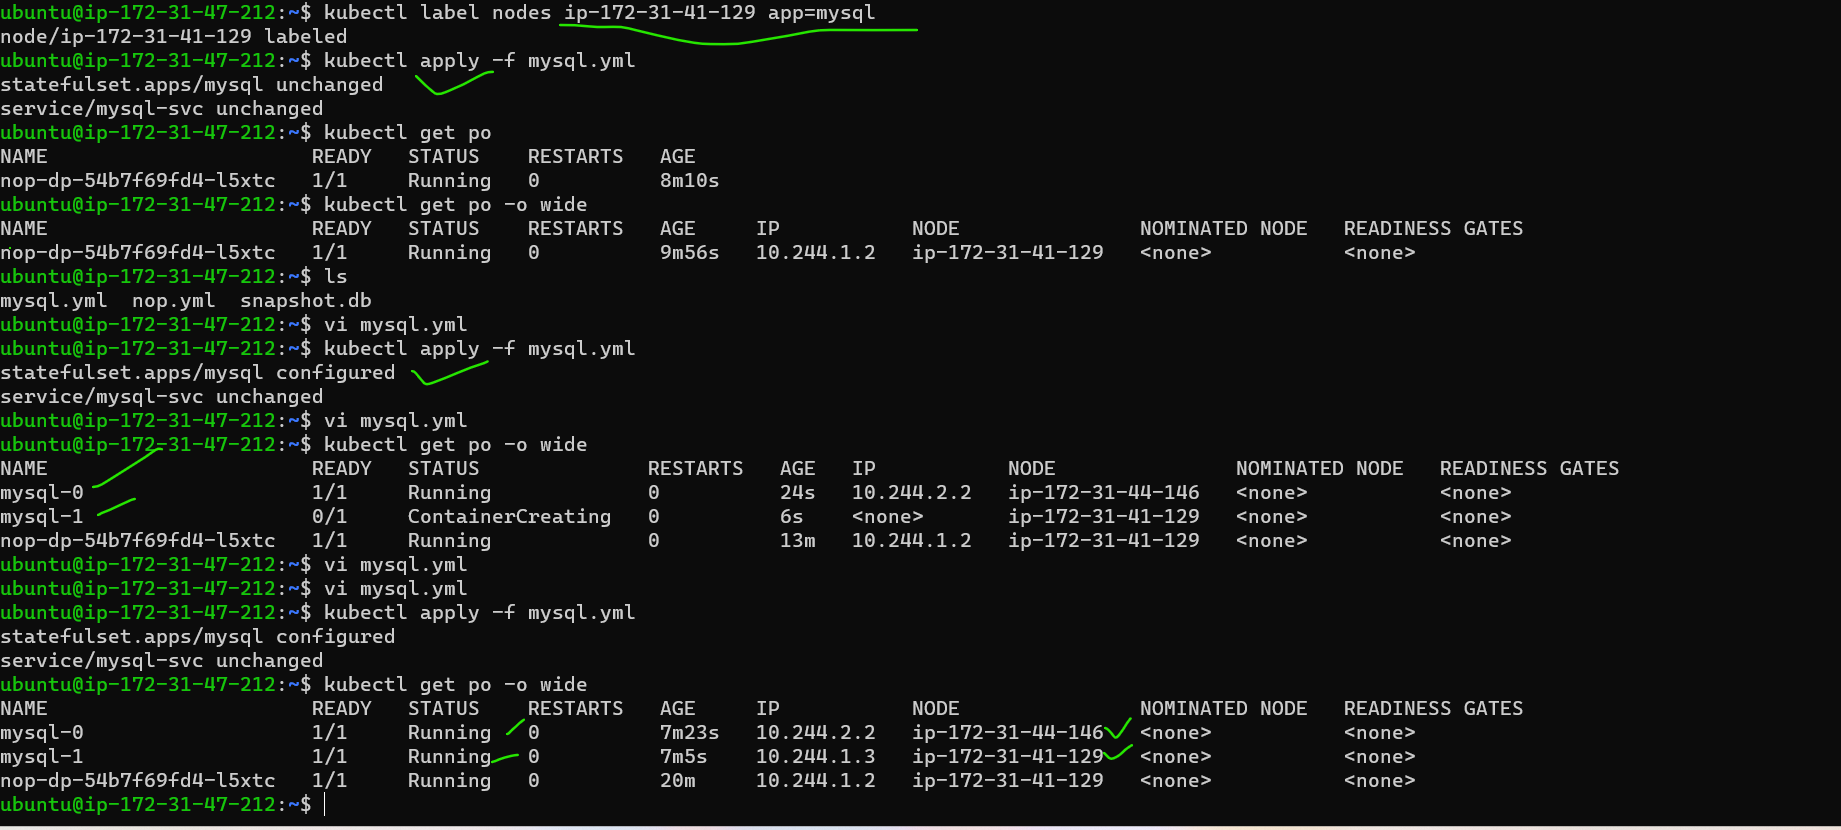 ubuntu@ip-172-31-47-212:~$ kubectl label nodes ip-172-31-41-129 app=mysql
node/ip-172-31-41-129 labeled
ubuntu@ip-172-31-47-212:~$ kubectl apply -f mysql.yml
statefulset.apps/mysql unchanged
service/mysql-svc unchanged
ubuntu@ip-172-31-47-212:~$ kubectl get po
NAME READY STATUS RESTARTS AGE
nop-dp-54b7f69fd4-l5xtc 1/1 Running 0 8m10s
ubuntu@ip-172-31-47-212:~$ kubectl get po -o wide
NAME READY STATUS RESTARTS AGE IP NODE NOMINATED NODE READINESS GATES
nop-dp-54b7f69fd4-l5xtc 1/1 Running 0 9m56s 10.244.1.2 ip-172-31-41-129 <none> <none>
ubuntu@ip-172-31-47-212:~$ ls
mysql.yml nop.yml snapshot.db
ubuntu@ip-172-31-47-212:~$ vi mysql.yml
ubuntu@ip-172-31-47-212:~$ kubectl apply -f mysql.yml
statefulset.apps/mysql configured
service/mysql-svc unchanged
ubuntu@ip-172-31-47-212:~$ vi mysql.yml
ubuntu@ip-172-31-47-212:~$ kubectl get po -o wide
NAME READY STATUS RESTARTS AGE IP NODE NOMINATED NODE READINESS GATES
mysql-0 1/1 Running 0 24s 10.244.2.2 ip-172-31-44-146 <none> <none>
mysql-1 0/1 ContainerCreating 0 6s <none> ip-172-31-41-129 <none> <none>
nop-dp-54b7f69fd4-l5xtc 1/1 Running 0 13m 10.244.1.2 ip-172-31-41-129 <none> <none>
ubuntu@ip-172-31-47-212:~$ vi mysql.yml
ubuntu@ip-172-31-47-212:~$ vi mysql.yml
ubuntu@ip-172-31-47-212:~$ kubectl apply -f mysql.yml
statefulset.apps/mysql configured
service/mysql-svc unchanged
ubuntu@ip-172-31-47-212:~$ kubectl get po -o wide
NAME READY STATUS RESTARTS AGE IP NODE NOMINATED NODE READINESS GATES
mysql-0 1/1 Running 0 7m23s 10.244.2.2 ip-172-31-44-146 <none> <none>
mysql-1 1/1 Running 0 7m5s 10.244.1.3 ip-172-31-41-129 <none> <none>
nop-dp-54b7f69fd4-l5xtc 1/1 Running 0 20m 10.244.1.2 ip-172-31-41-129 <none> <none>
ubuntu@ip-172-31-47-212:~$